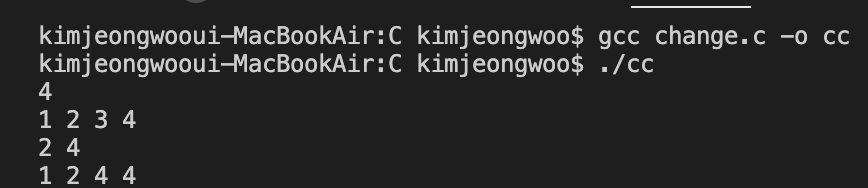 kimjeongwooui-MacBookAir:C kimjeongwoo$ gcc change.c -o cc
kimjeongwooui-MacBookAir:C kimjeongwoo$ ./cc
4
1 2 3 4
2 4
1 2 4 4